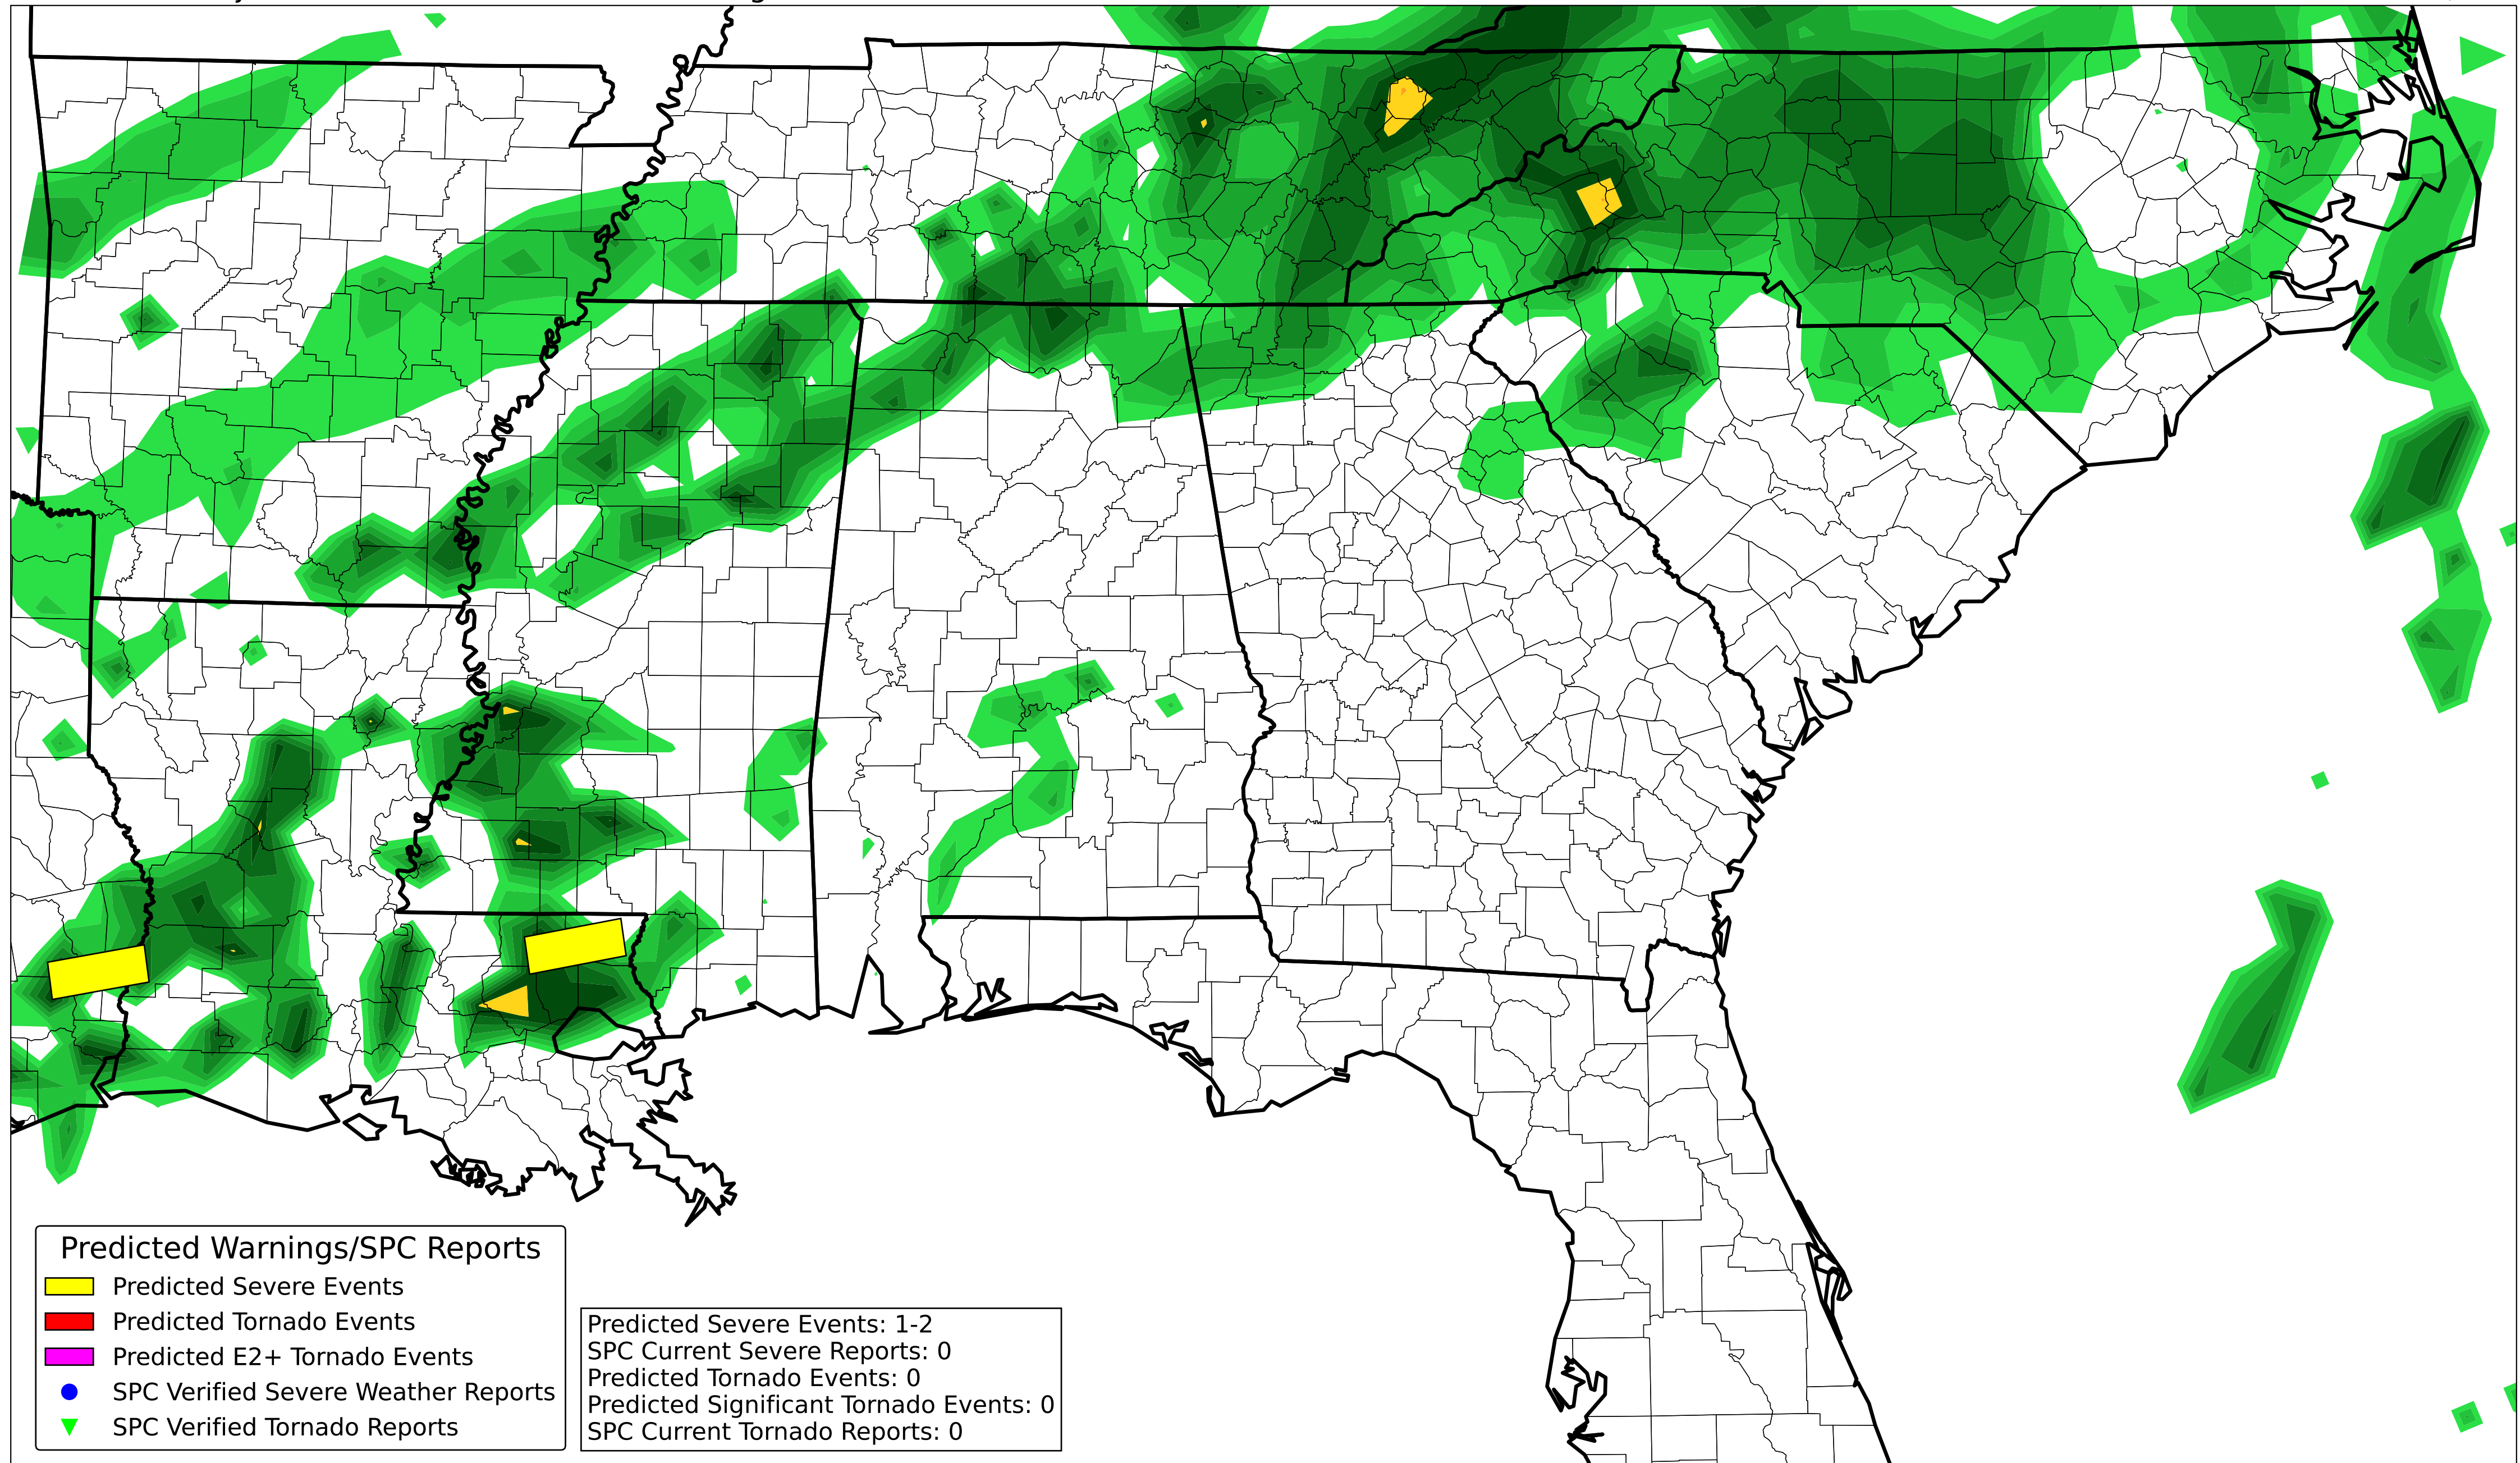 Predicted Warnings/SPC Reports
Predicted Severe Events
Predicted Tornado Events
Predicted E2+ Tornado Events
SPC Verified Severe Weather Reports
SPC Verified Tornado Reports
Predicted Severe Events: 1-2
SPC Current Severe Reports: 0
Predicted Tornado Events: 0
Predicted Significant Tornado Events: 0
SPC Current Tornado Reports: 0